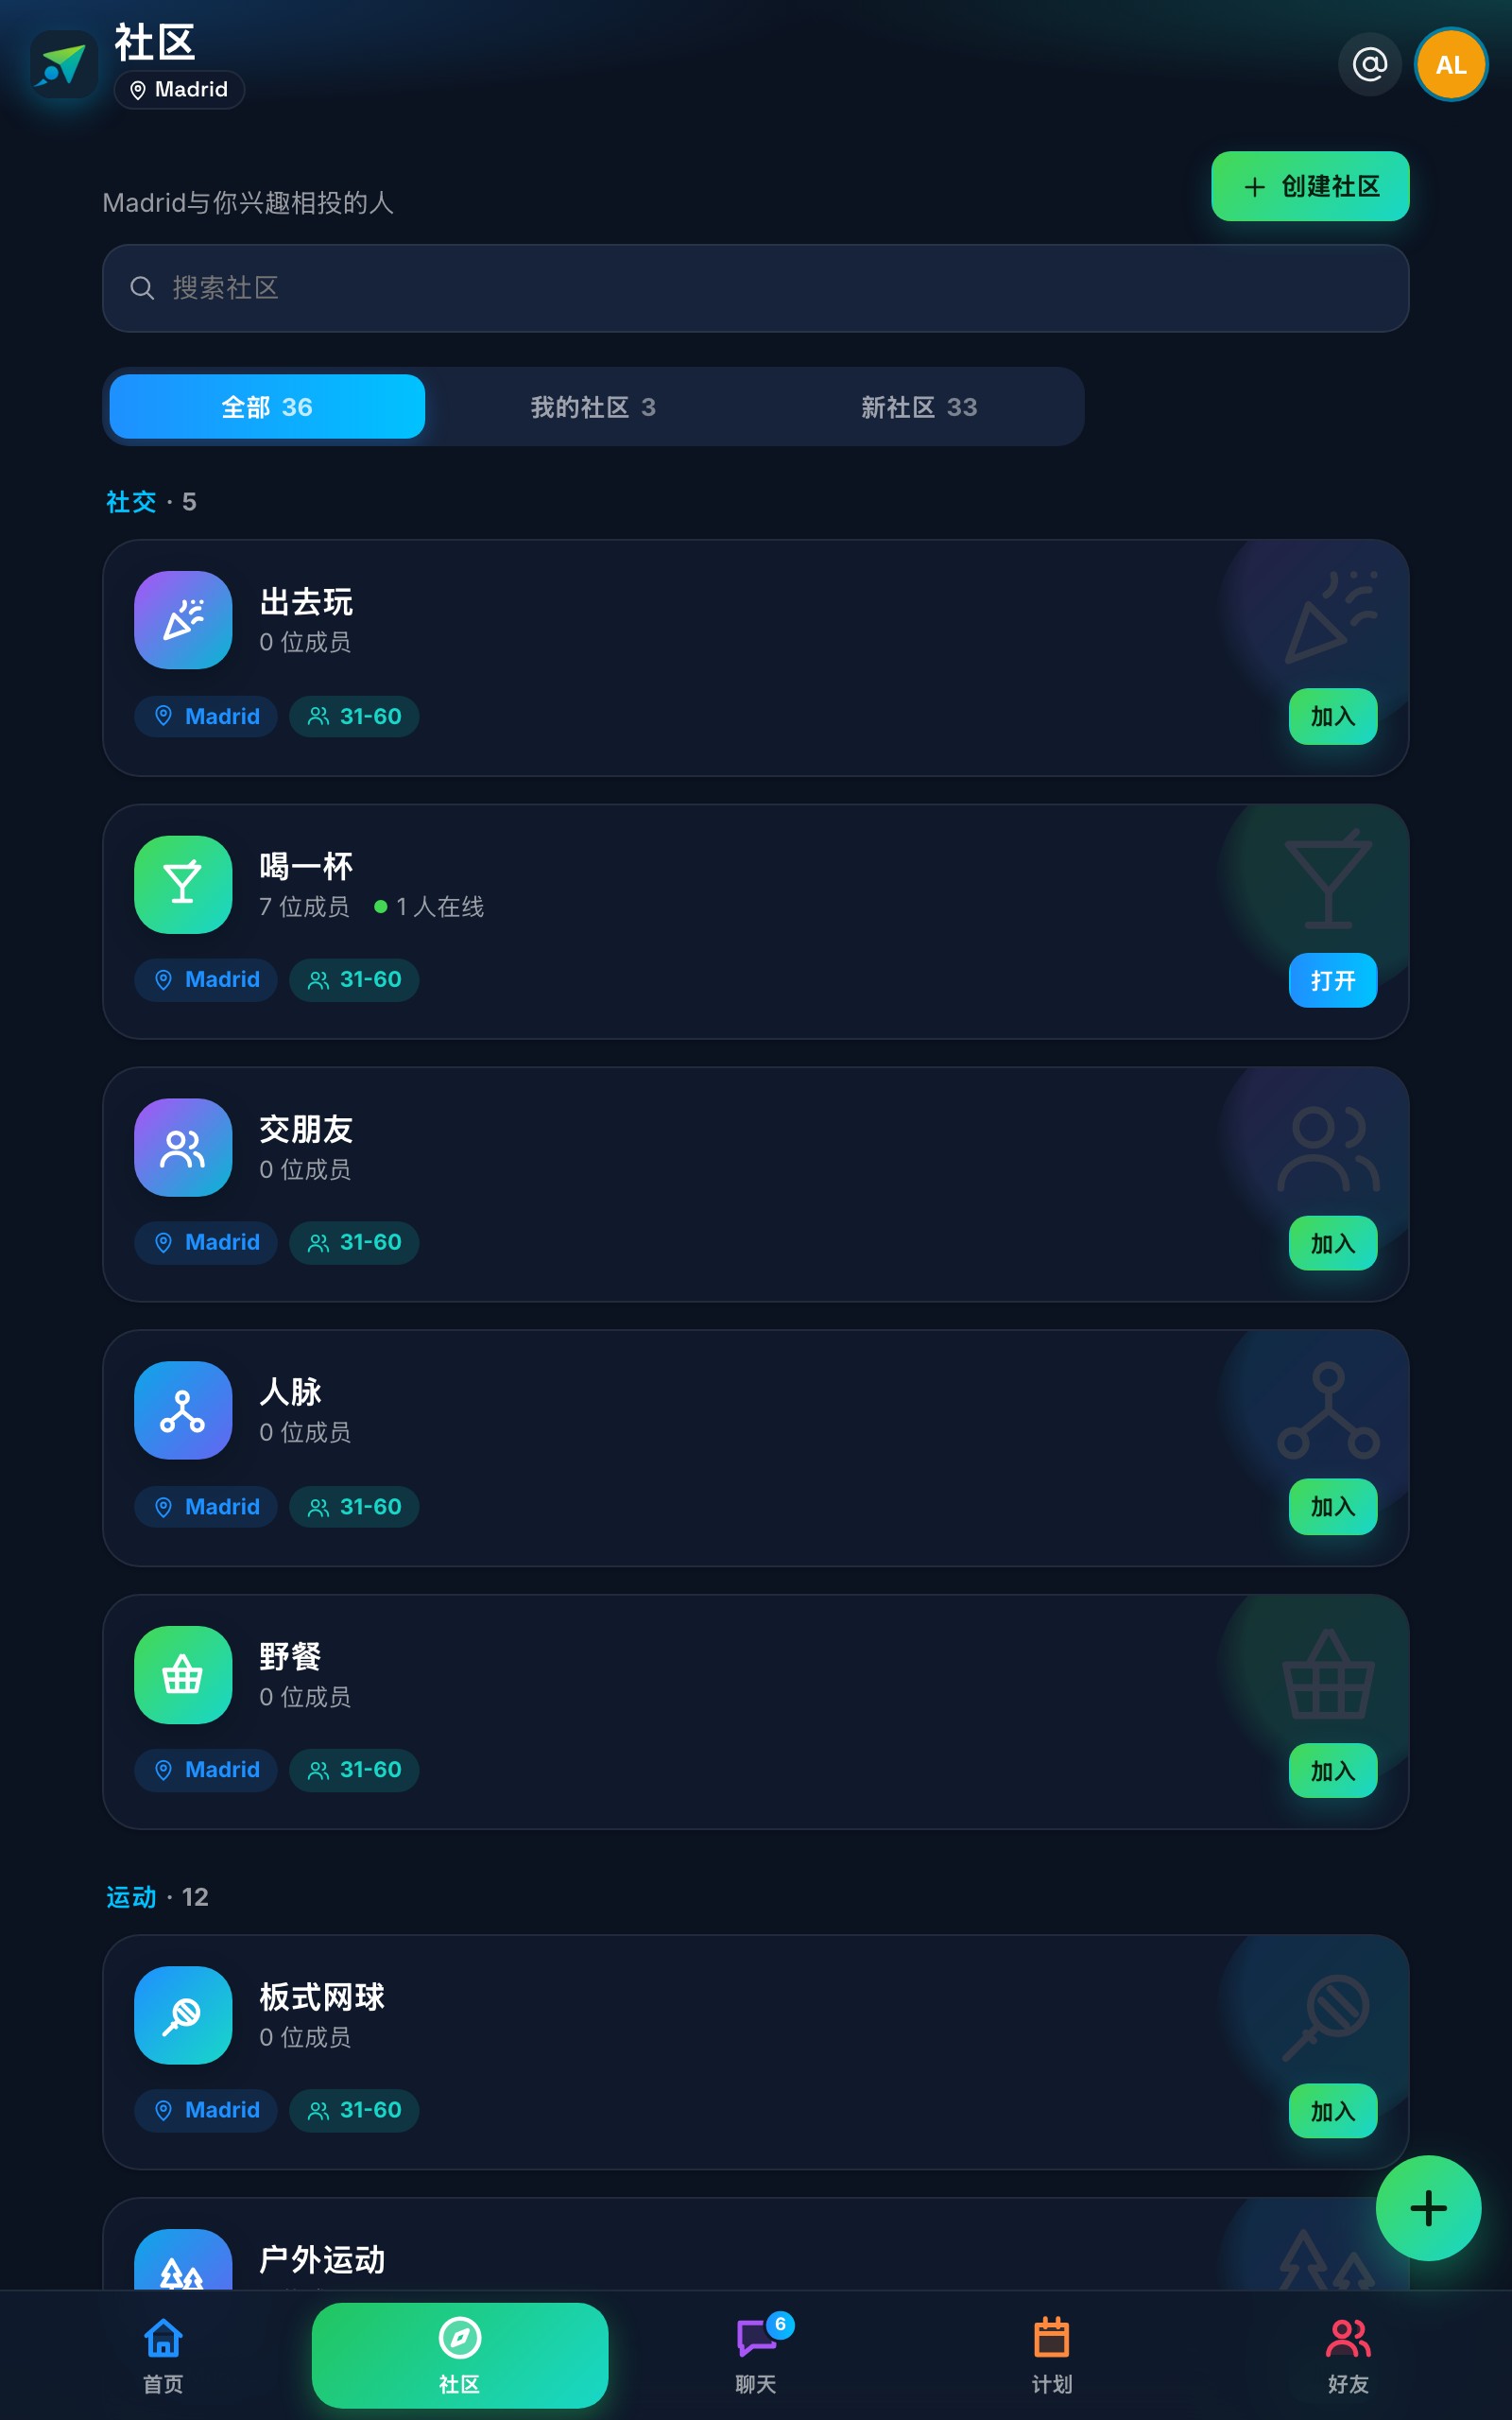 社区
Madrid
AL
Madrid与你兴趣相投的人
创建社区
搜索社区
全部 36
我的社区 3
新社区 33
社交 · 5
出去玩
0 位成员
Madrid
31-60
加入
喝一杯
7 位成员 1 人在线
Madrid
31-60
打开
交朋友
0 位成员
Madrid
31-60
加入
人脉
0 位成员
Madrid
31-60
加入
野餐
0 位成员
Madrid
31-60
加入
运动 · 12
板式网球
0 位成员
Madrid
31-60
加入
户外运动
6
首页
社区
聊天
计划
好友